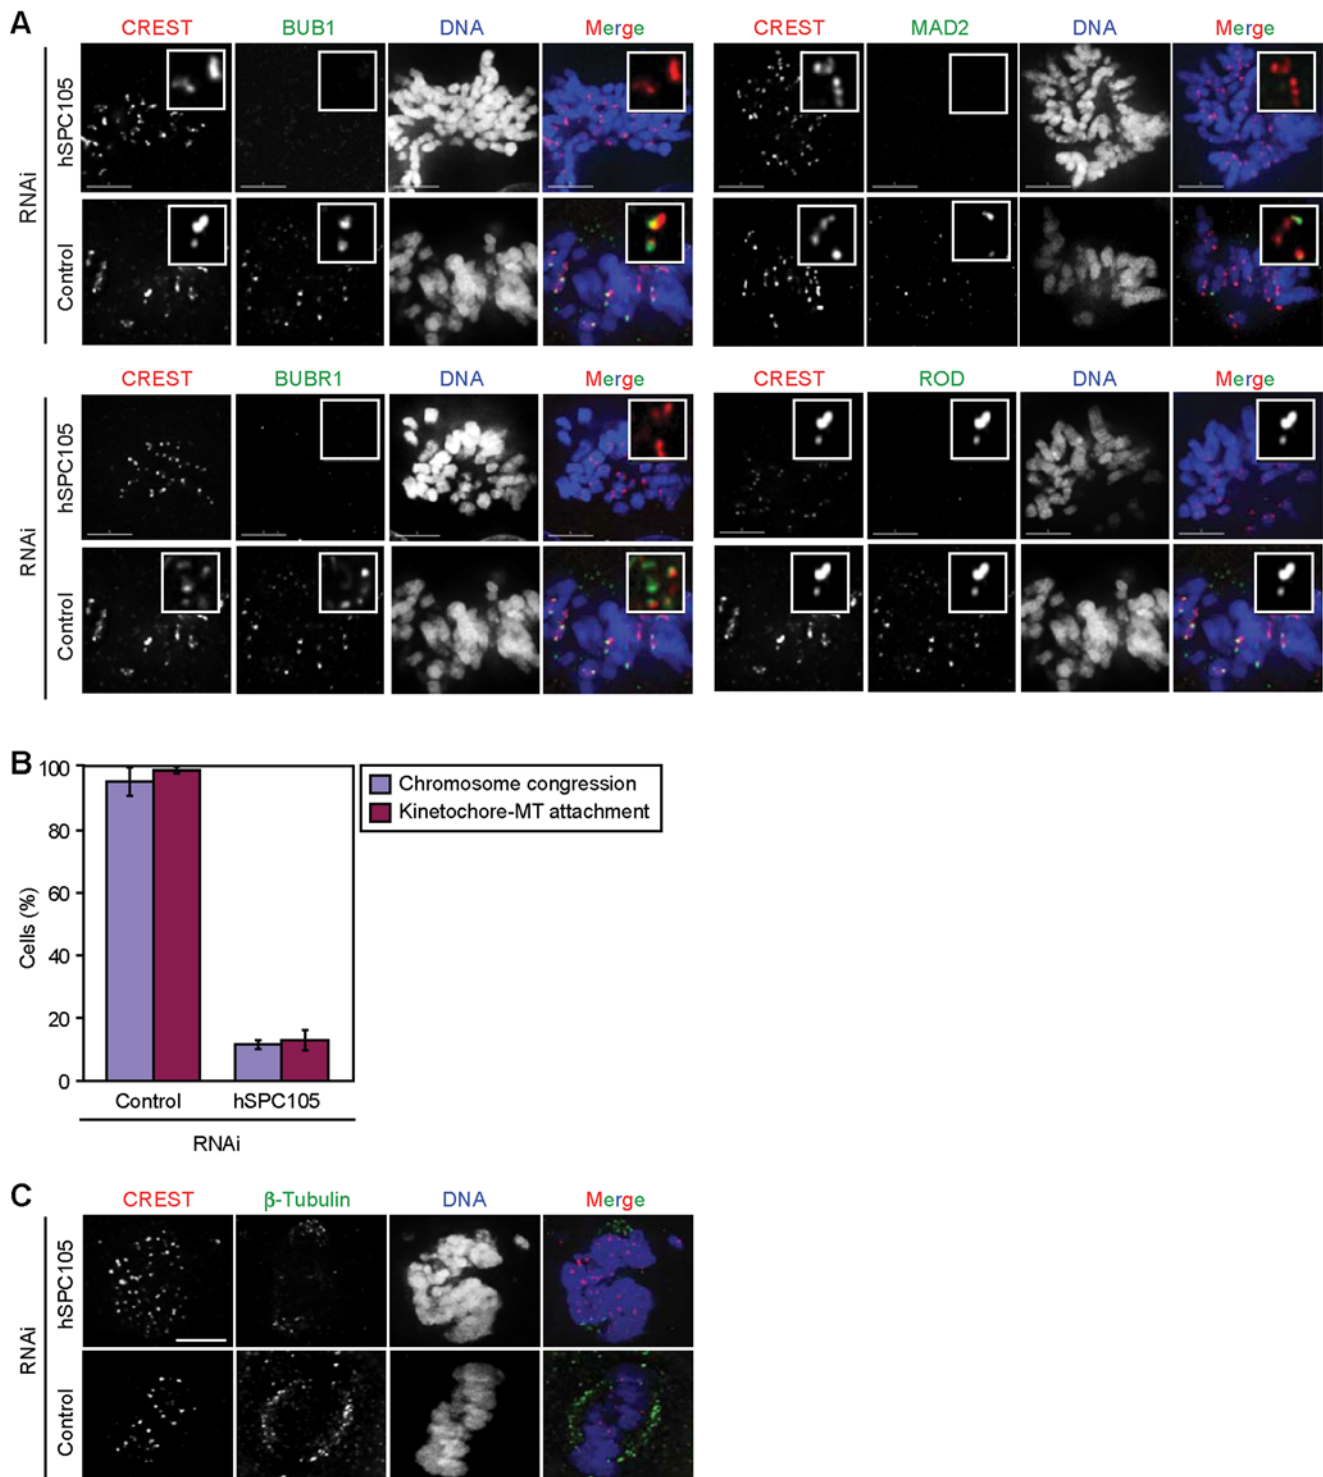 A
CREST BUB1 DNA Merge
CREST MAD2 DNA Merge
RNAi
hSPC105
Control
CREST BUBR1 DNA Merge
CREST ROD DNA Merge
RNAi
hSPC105
Control
B
100
80
60
40
20
0
Cells (%)
Chromosome congression
Kinetochore-MT attachment
Control hSPC105
RNAi
C
CREST β-Tubulin DNA Merge
RNAi
hSPC105
Control